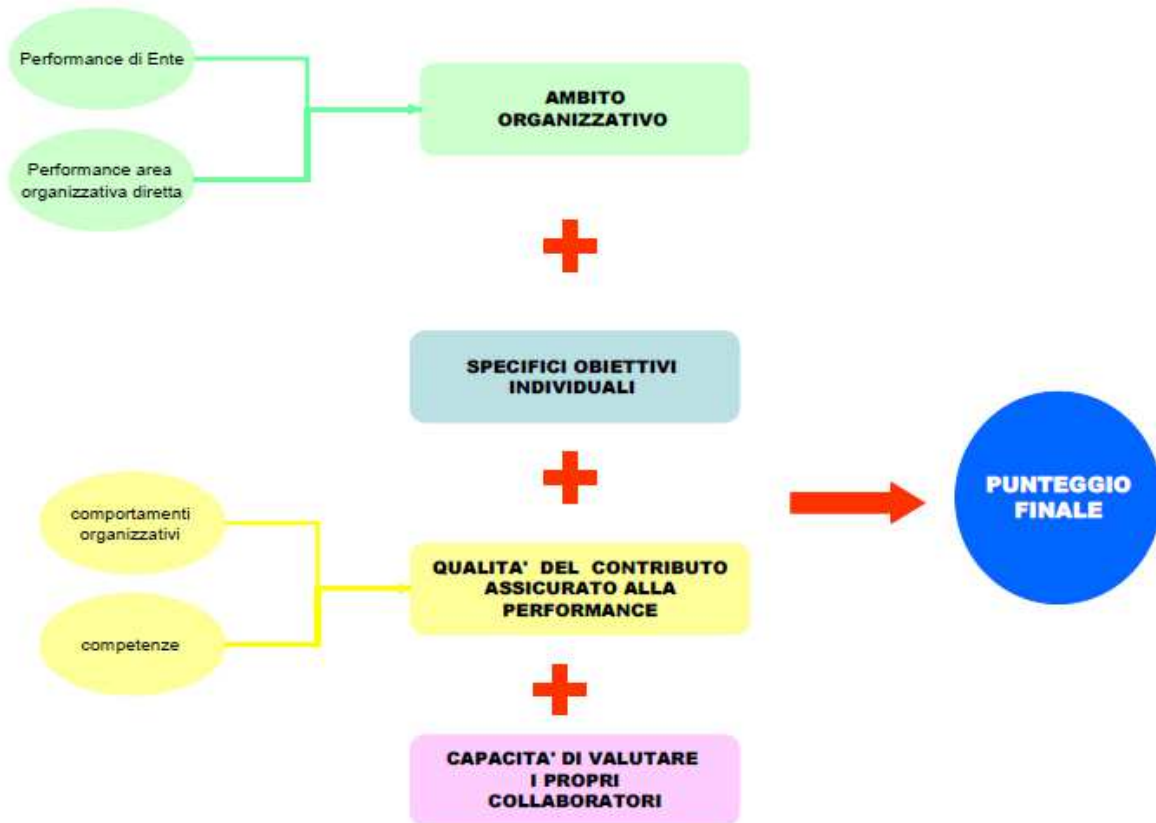 Performance di Ente
Performance area
organizzativa diretta
AMBITO
ORGANIZZATIVO
SPECIFICI OBIETTIVI
INDIVIDUALI
comportamenti
organizzativi
competenze
QUALITA' DEL CONTRIBUTO
ASSICURATO ALLA
PERFORMANCE
CAPACITA' DI VALUTARE
I PROPRI
COLLABORATORI
PUNTEGGIO
FINALE